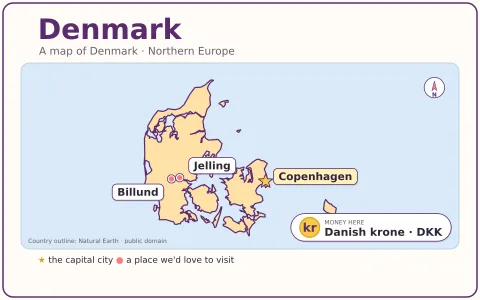 Denmark
A map of Denmark · Northern Europe
N
Jelling
Copenhagen
Billund
kr
MONEY HERE
Danish krone · DKK
Country outline: Natural Earth · public domain
★ the capital city ● a place we'd love to visit